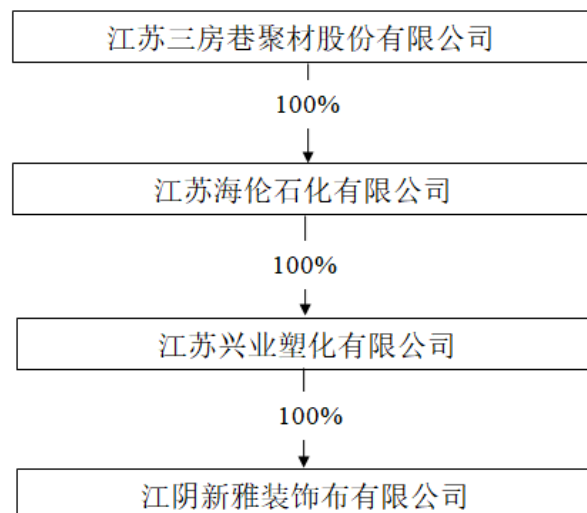 江苏三房巷聚材股份有限公司
100%
江苏海伦石化有限公司
100%
江苏兴业塑化有限公司
100%
江阴新雅装饰布有限公司